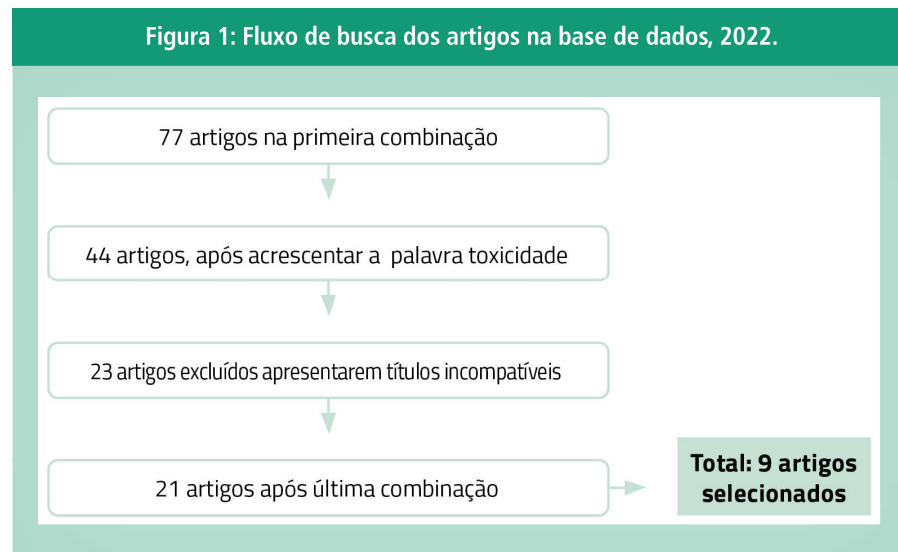 Figura 1: Fluxo de busca dos artigos na base de dados, 2022.
77 artigos na primeira combinação
44 artigos, após acrescentar a palavra toxicidade
23 artigos excluídos apresentarem títulos incompatíveis
21 artigos após última combinação
Total: 9 artigos
selecionados